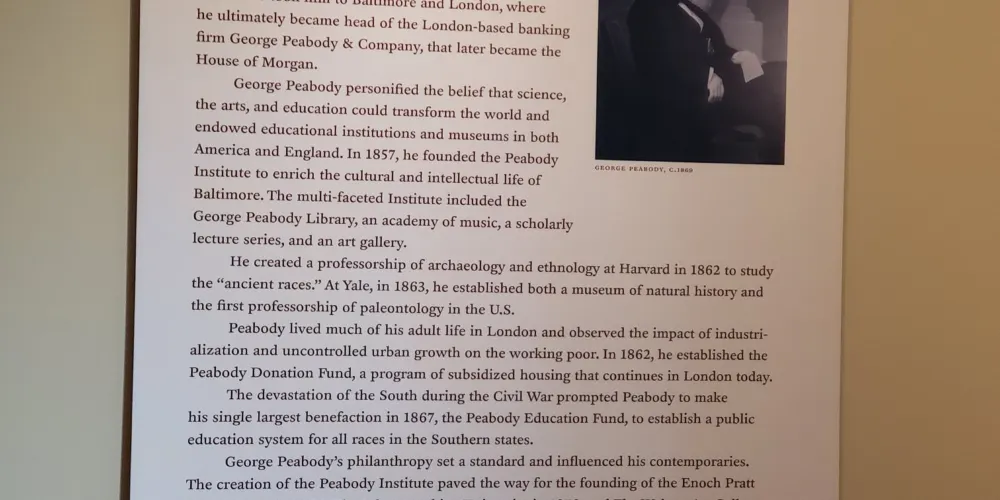 him to Baltimore and London, where
he ultimately became head of the London-based banking
firm George Peabody & Company, that later became the
House of Morgan.
George Peabody personified the belief that science,
the arts, and education could transform the world and
endowed educational institutions and museums in both
America and England. In 1857, he founded the Peabody
Institute to enrich the cultural and intellectual life of
Baltimore. The multi-faceted Institute included the
George Peabody Library, an academy of music, a scholarly
lecture series, and an art gallery.
GEORGE PEABODY, C.1869
He created a professorship of archaeology and ethnology at Harvard in 1862 to study
the “ancient races.” At Yale, in 1863, he established both a museum of natural history and
the first professorship of paleontology in the U.S.
Peabody lived much of his adult life in London and observed the impact of industri-
alization and uncontrolled urban growth on the working poor. In 1862, he established the
Peabody Donation Fund, a program of subsidized housing that continues in London today.
The devastation of the South during the Civil War prompted Peabody to make
his single largest benefaction in 1867, the Peabody Education Fund, to establish a public
education system for all races in the Southern states.
George Peabody’s philanthropy set a standard and influenced his contemporaries.
The creation of the Peabody Institute paved the way for the founding of the Enoch Pratt